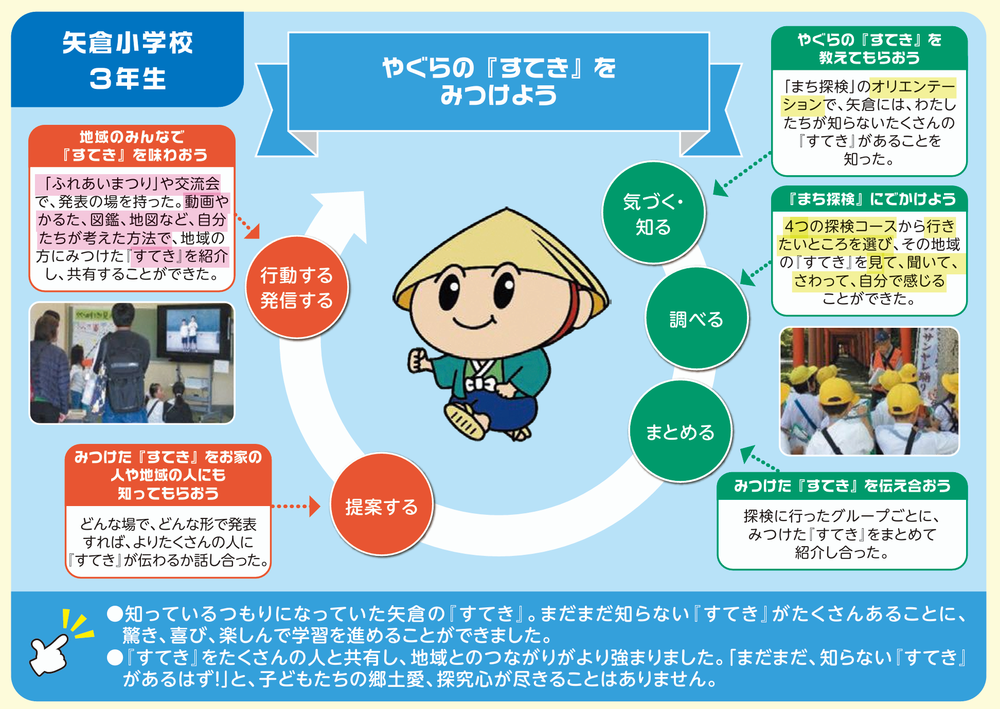 矢倉小学校
3年生
やぐらの『すてき』を
みつけよう
やぐらの『すてき』を
教えてもらおう
「まち探検」のオリエンテー
ションで、矢倉には、わたし
たちが知らないたくさんの
『すてき』があることを
知った。
気づく・
知る
『まち探検』にでかけよう
4つの探検コースから行き
たいところを選び、その地域
の『すてき』を見て、聞いて、
さわって、自分で感じる
ことができた。
調べる
サンヤレ踊り
まとめる
みつけた『すてき』を伝え合おう
探検に行ったグループごとに、
みつけた『すてき』をまとめて
紹介し合った。
みつけた『すてき』をお家の
人や地域の人にも
知ってもらおう
どんな場で、どんな形で発表
すれば、よりたくさんの人に
『すてき』が伝わるか話し合った。
提案する
地域のみんなで
『すてき』を味わおう
「ふれあいまつり」や交流会
で、発表の場を持った。動画や
かるた、図鑑、地図など、自分
たちが考えた方法で、地域の
方にみつけた『すてき』を紹介
し、共有することができた。
行動する
発信する
●知っているつもりになっていた矢倉の『すてき』。まだまだ知らない『すてき』がたくさんあることに、
驚き、喜び、楽しんで学習を進めることができました。
●『すてき』をたくさんの人と共有し、地域とのつながりがより強まりました。「まだまだ、知らない『すてき』
があるはず!」と、子どもたちの郷土愛、探究心が尽きることはありません。